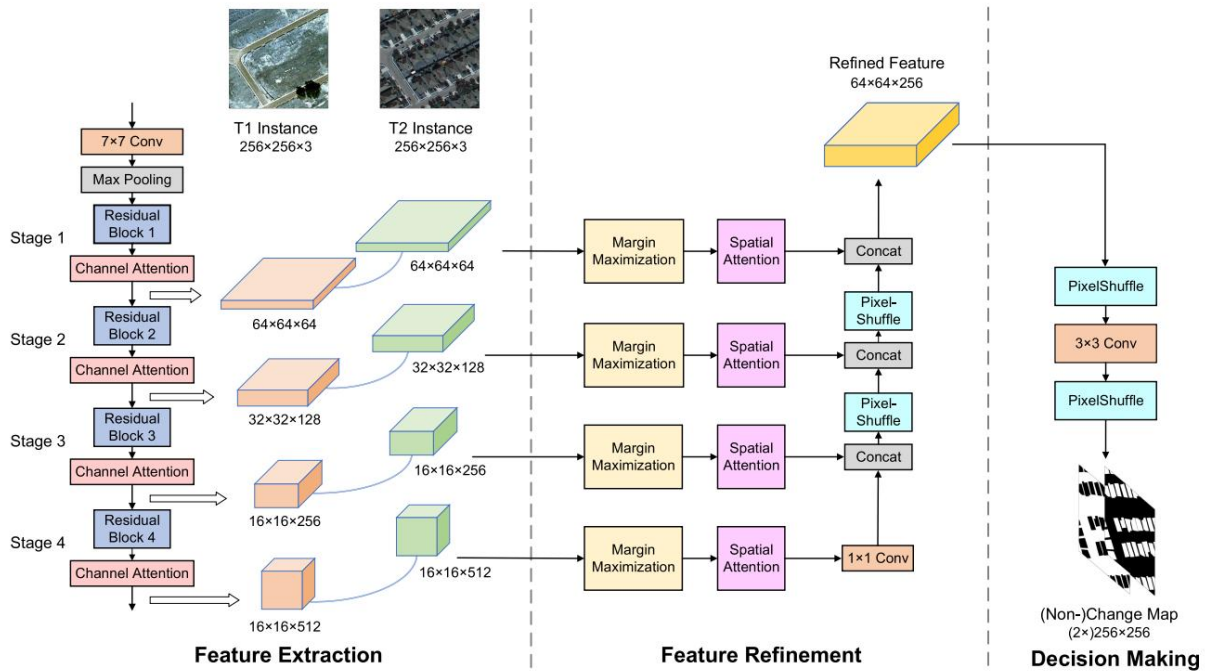 7×7 Conv
Max Pooling
Stage 1
Residual
Block 1
Channel Attention
Stage 2
Residual
Block 2
Channel Attention
Stage 3
Residual
Block 3
Channel Attention
Stage 4
Residual
Block 4
Channel Attention
T1 Instance
256×256×3
T2 Instance
256×256×3
64×64×64
64×64×64
32×32×128
32×32×128
16×16×256
16×16×256
16×16×512
16×16×512
Feature Extraction
Margin
Maximization
Spatial
Attention
Concat
Pixel-
Shuffle
Margin
Maximization
Spatial
Attention
Concat
Pixel-
Shuffle
Margin
Maximization
Spatial
Attention
Concat
Margin
Maximization
Spatial
Attention
1×1 Conv
Refined Feature
64×64×256
Feature Refinement
PixelShuffle
3×3 Conv
PixelShuffle
(Non-)Change Map
(2×)256×256
Decision Making